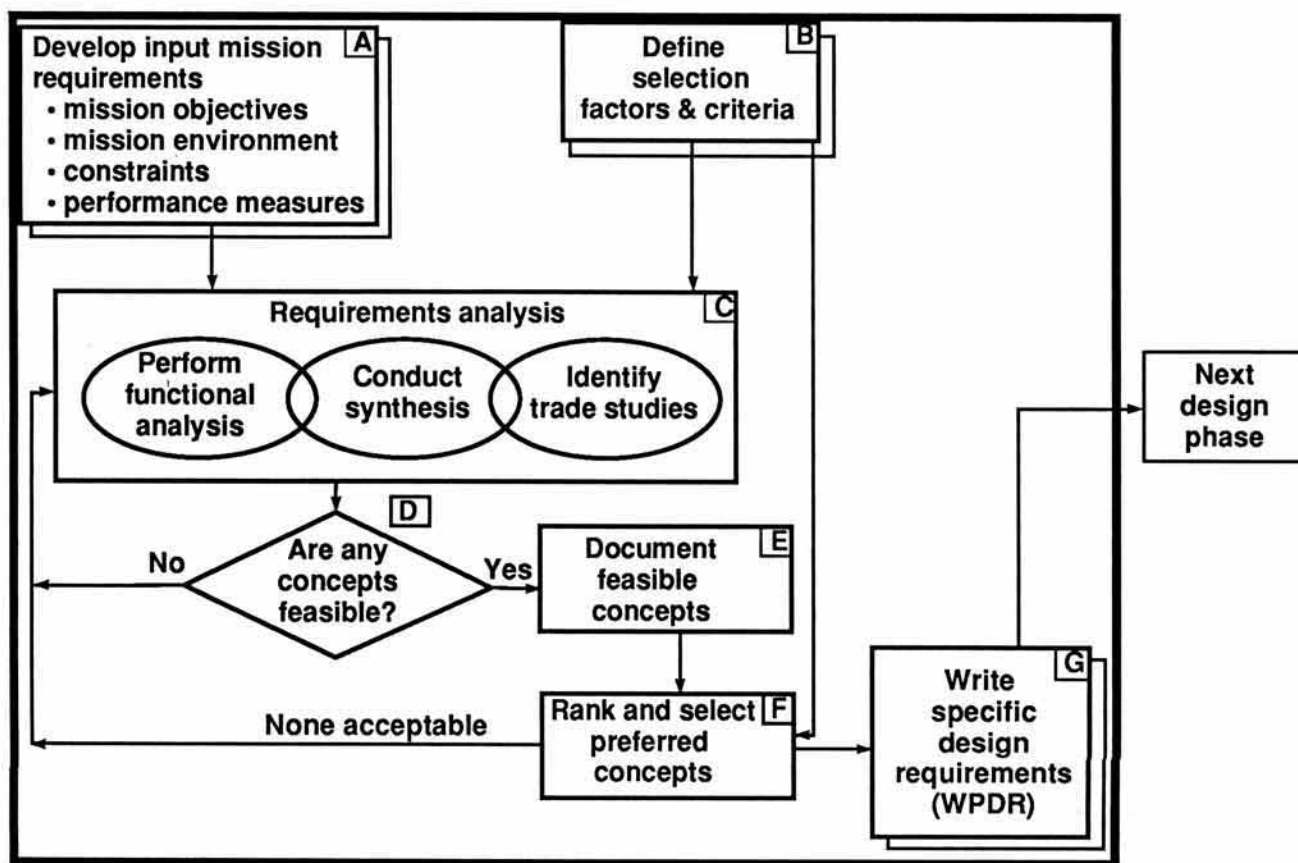 A
Develop input mission
requirements
• mission objectives
• mission environment
• constraints
• performance measures
B
Define
selection
factors & criteria
C
Requirements analysis
Perform
functional
analysis
Conduct
synthesis
Identify
trade studies
Next
design
phase
D
Are any
concepts
feasible?
No
Yes
E
Document
feasible
concepts
F
Rank and select
preferred
concepts
None acceptable
G
Write
specific
design
requirements
(WPDR)